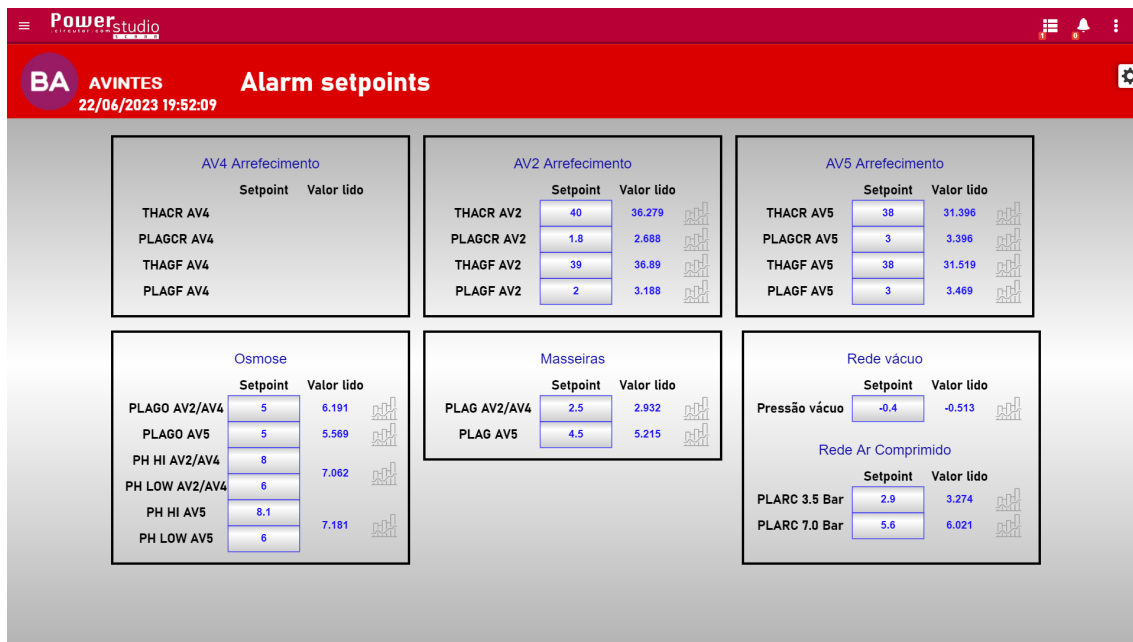 Powerstudio
.circutor.com SCADA
1
0
BA
AVINTES
Alarm setpoints
22/06/2023 19:52:09
AV4 Arrefecimento
Setpoint Valor lido
THACR AV4
PLAGCR AV4
THAGF AV4
PLAGF AV4
AV2 Arrefecimento
Setpoint Valor lido
THACR AV2 40 36.279
PLAGCR AV2 1.8 2.688
THAGF AV2 39 36.89
PLAGF AV2 2 3.188
AV5 Arrefecimento
Setpoint Valor lido
THACR AV5 38 31.396
PLAGCR AV5 3 3.396
THAGF AV5 38 31.519
PLAGF AV5 3 3.469
Osmose
Setpoint Valor lido
PLAGO AV2/AV4 5 6.191
PLAGO AV5 5 5.569
PH HI AV2/AV4 8
7.062
PH LOW AV2/AV4 6
PH HI AV5 8.1
7.181
PH LOW AV5 6
Masseiras
Setpoint Valor lido
PLAG AV2/AV4 2.5 2.932
PLAG AV5 4.5 5.215
Rede vácuo
Setpoint Valor lido
Pressão vácuo -0.4 -0.513
Rede Ar Comprimido
Setpoint Valor lido
PLARC 3.5 Bar 2.9 3.274
PLARC 7.0 Bar 5.6 6.021